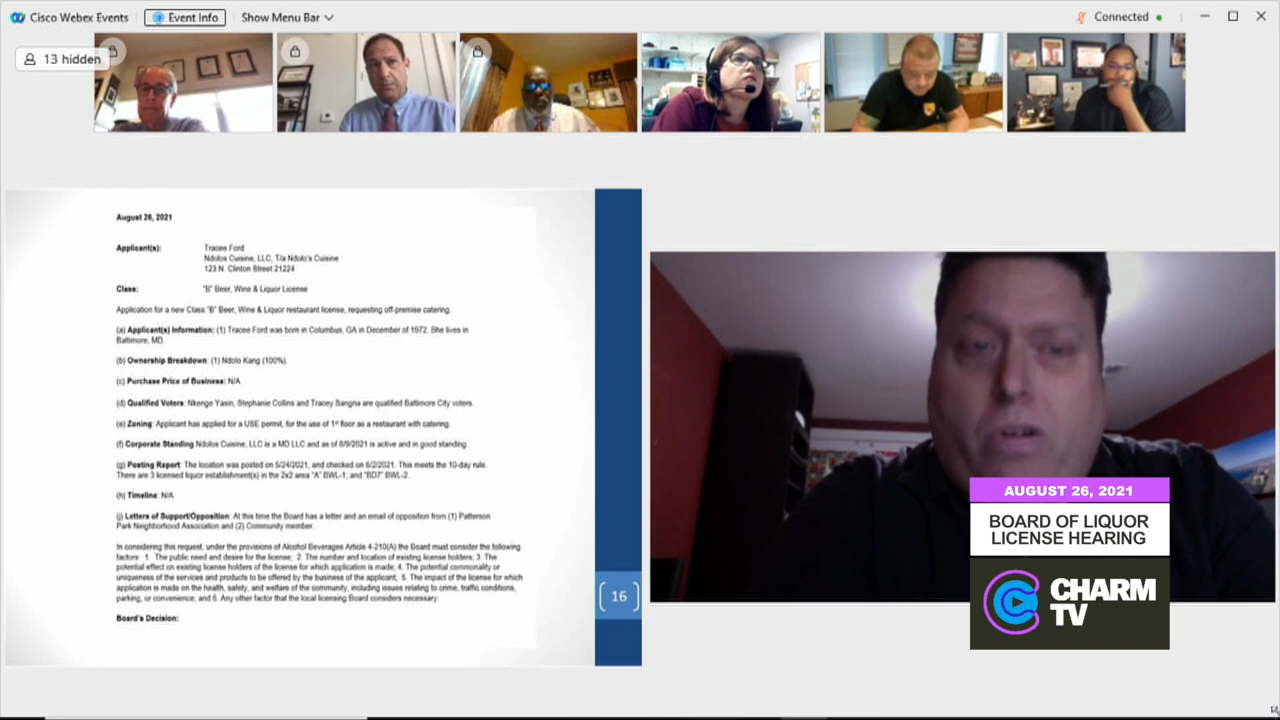 Cisco Webex Events
Event Info
Show Menu Bar
Connected
13 hidden
August 26, 2021
Applicant(s): Tracee Ford
Ndolos Cuisine, LLC, T/a Ndolo's Cuisine
123 N. Clinton Street 21224
Class: "B" Beer, Wine & Liquor License
Application for a new Class "B" Beer, Wine & Liquor restaurant license, requesting off-premise catering.
(a) Applicant(s) Information: (1) Tracee Ford was born in Columbus, GA in December of 1972. She lives in
Baltimore, MD.
(b) Ownership Breakdown: (1) Ndolo Kang (100%).
(c) Purchase Price of Business: N/A
(d) Qualified Voters: Nkenge Yasin, Stephanie Collins and Tracey Sangria are qualified Baltimore City voters.
(e) Zoning: Applicant has applied for a USE permit, for the use of 1st floor as a restaurant with catering.
(f) Corporate Standing Ndolos Cuisine, LLC is a MD LLC and as of 8/9/2021 is active and in good standing.
(g) Posting Report: The location was posted on 5/24/2021, and checked on 6/2/2021. This meets the 10-day rule.
There are 3 licensed liquor establishment(s) in the 2x2 area "A" BWL-1; and "BD7" BWL-2.
(h) Timeline: N/A
(j) Letters of Support/Opposition: At this time the Board has a letter and an email of opposition from (1) Patterson
Park Neighborhood Association and (2) Community member.
In considering this request, under the provisions of Alcohol Beverages Article 4-210(A) the Board must consider the following
factors: 1. The public need and desire for the license; 2. The number and location of existing license holders; 3. The
potential effect on existing license holders of the license for which application is made; 4. The potential commonality or
uniqueness of the services and products to be offered by the business of the applicant; 5. The impact of the license for which
application is made on the health, safety, and welfare of the community, including issues relating to crime, traffic conditions,
parking, or convenience; and 6. Any other factor that the local licensing Board considers necessary.
Board's Decision:
16
AUGUST 26, 2021
BOARD OF LIQUOR
LICENSE HEARING
CHARM
TV